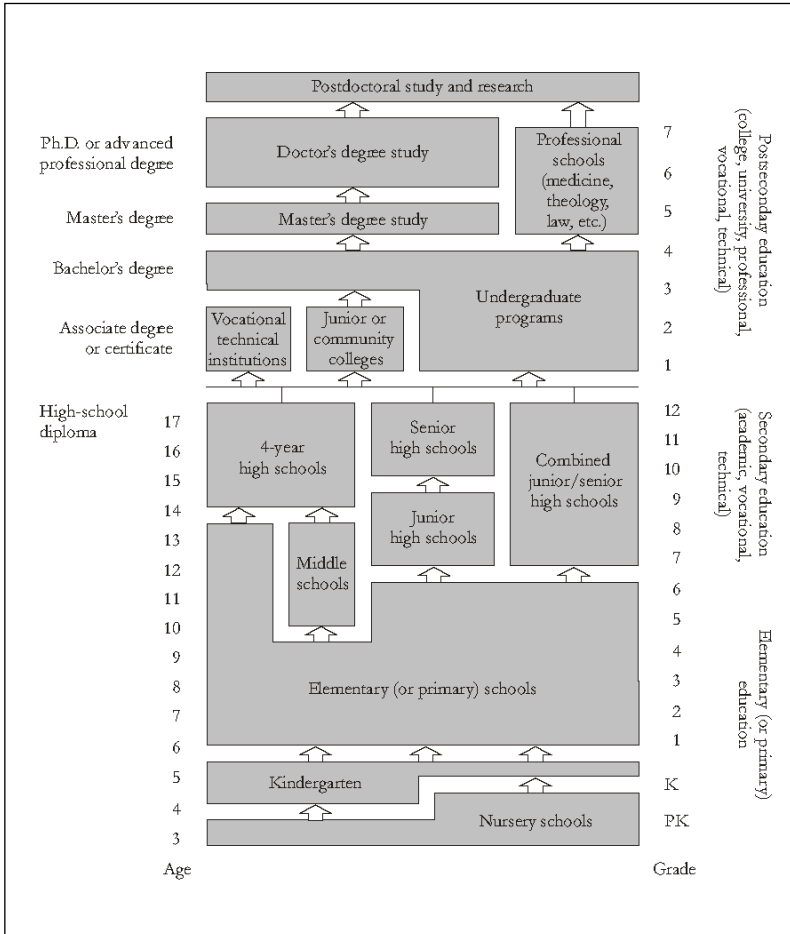 Postdoctoral study and research
Ph.D. or advanced
professional degree
Doctor's degree study
Professional
schools
(medicine,
theology,
law, etc.)
7
6
5
Master's degree
Master's degree study
Bachelor's degree
Undergraduate
programs
4
3
2
1
Associate degree
or certificate
Vocational
technical
institutions
Junior or
community
colleges
Postsecondary education
(college, university, professional,
vocational, technical)
High-school
diploma
17
16
15
14
13
12
11
10
9
8
7
6
5
4
3
Age
4-year
high schools
Senior
high schools
Combined
junior/senior
high schools
Junior
high schools
Middle
schools
Elementary (or primary) schools
Kindergarten
Nursery schools
12
11
10
9
8
7
6
5
4
3
2
1
K
PK
Grade
Secondary education
(academic, vocational,
technical)
Elementary (or primary)
education